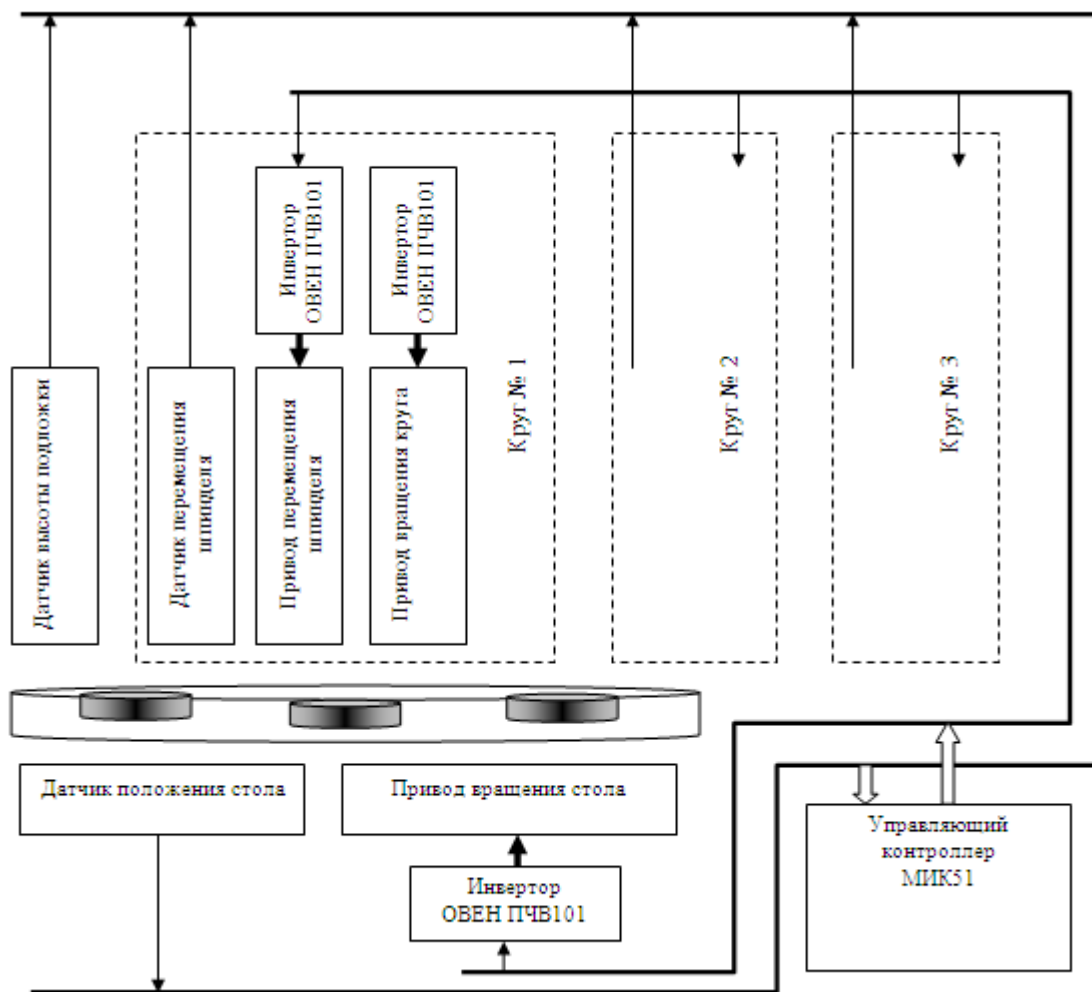 Инвертор
ОВЕН ПЧВ101
Инвертор
ОВЕН ПЧВ101
Датчик высоты подложки
Датчик перемещения
шпинделя
Привод перемещения
шпинделя
Привод вращения круга
Круг № 1
Круг № 2
Круг № 3
Датчик положения стола
Привод вращения стола
Инвертор
ОВЕН ПЧВ101
Управляющий
контроллер
МИК51